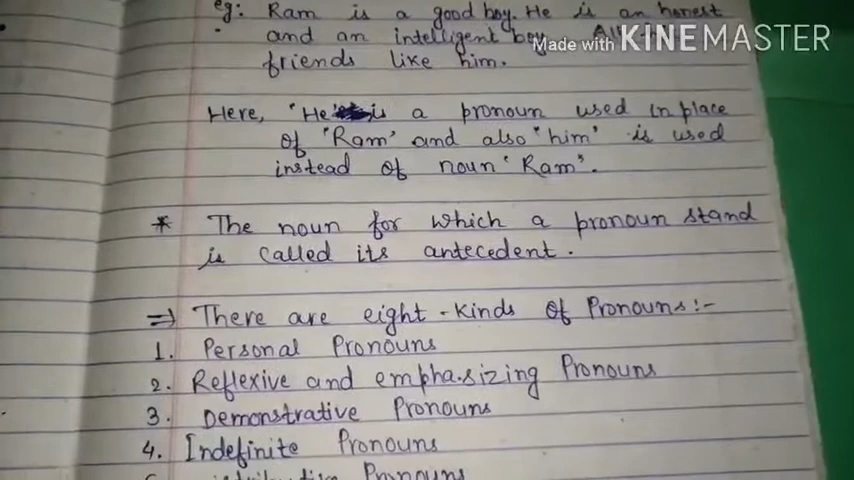 eg: Ram is a good boy. He is an honest
and an intelligent boy.
Made with KINEMASTER
friends like him.
Here, "He" is a pronoun used in place
of "Ram" and also "him" is used
instead of noun "Ram".
* The noun for which a pronoun stand
is called its antecedent.
⇒ There are eight-kinds of Pronouns:-
1. Personal Pronouns
2. Reflexive and emphasizing Pronouns
3. Demonstrative Pronouns
4. Indefinite Pronouns
Pronouns